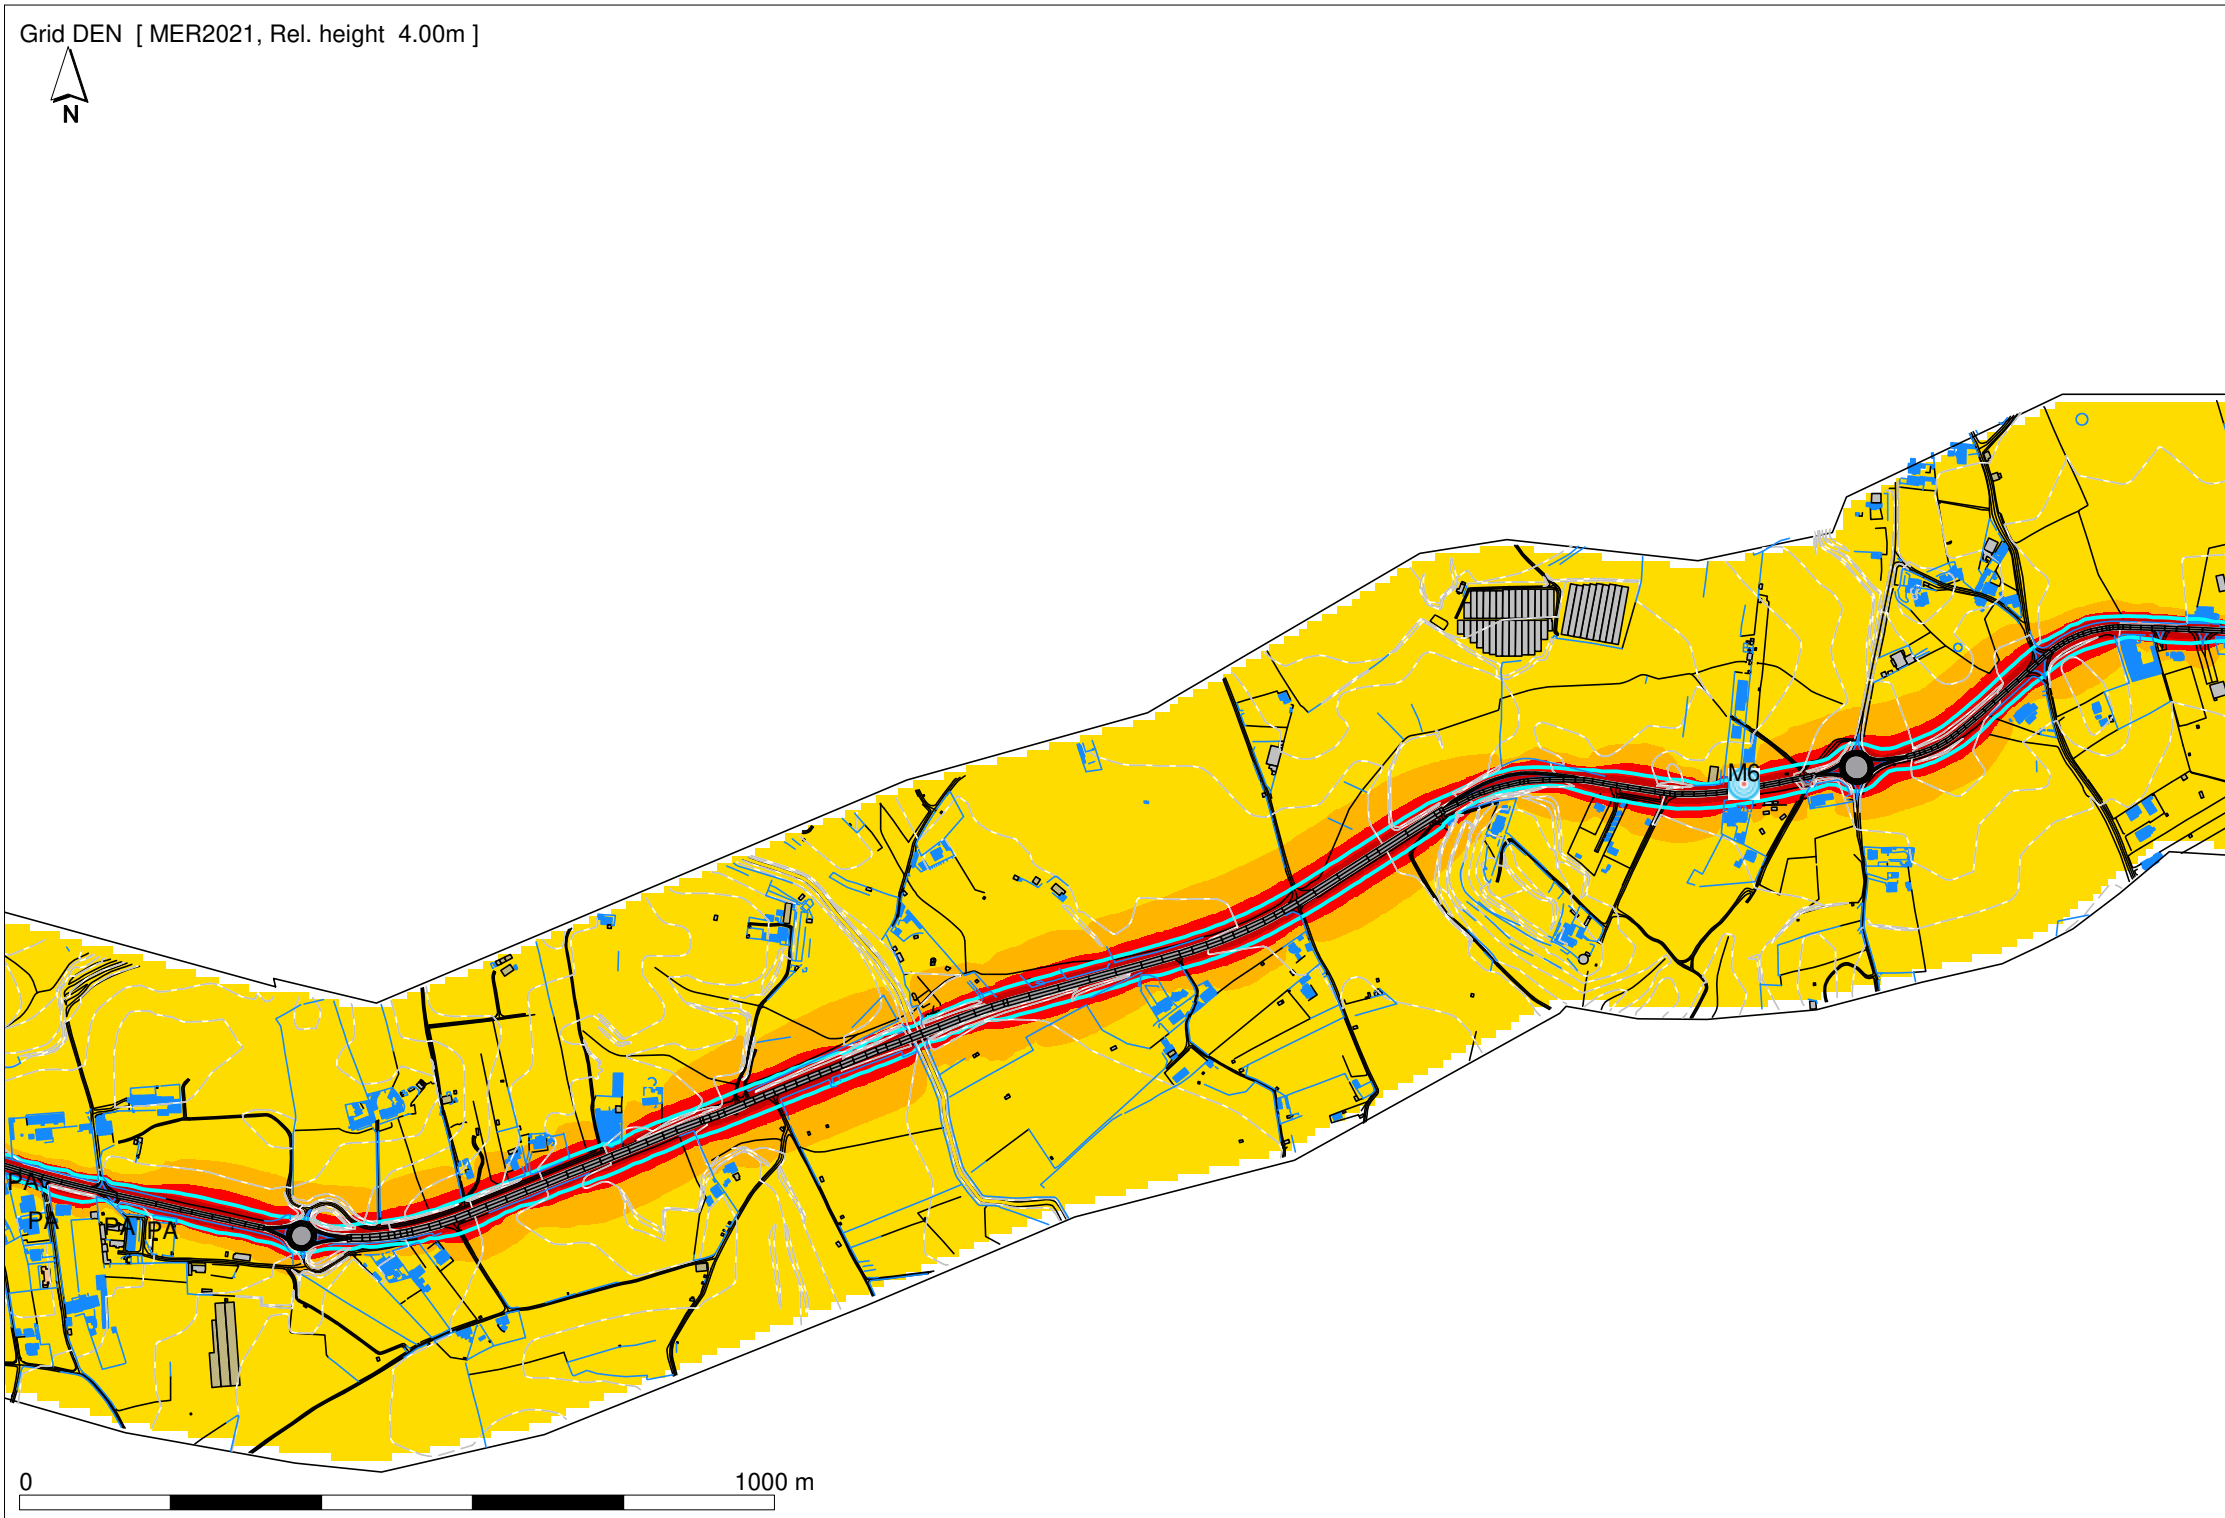 Grid DEN [ MER2021, Rel. height 4.00m ]
N
M6
PA
PA
PA
PA
0
1000 m